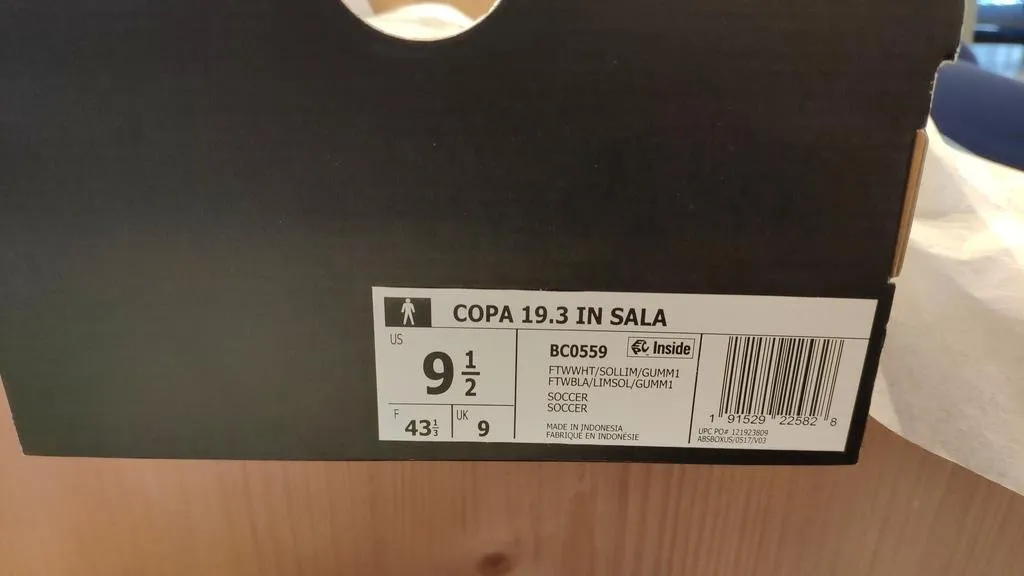 COPA 19.3 IN SALA
US
9 1/2
F
43 1/3
UK
9
BC0559
Inside
FTWWHT/SOLLIM/GUMM1
FTWBLA/LIMSOL/GUMM1
SOCCER
SOCCER
MADE IN INDONESIA
FABRIQUE EN INDONÉSIE
1 91529 22582 8
UPC PO# 121923809
ABSBOXUS/0517/V03